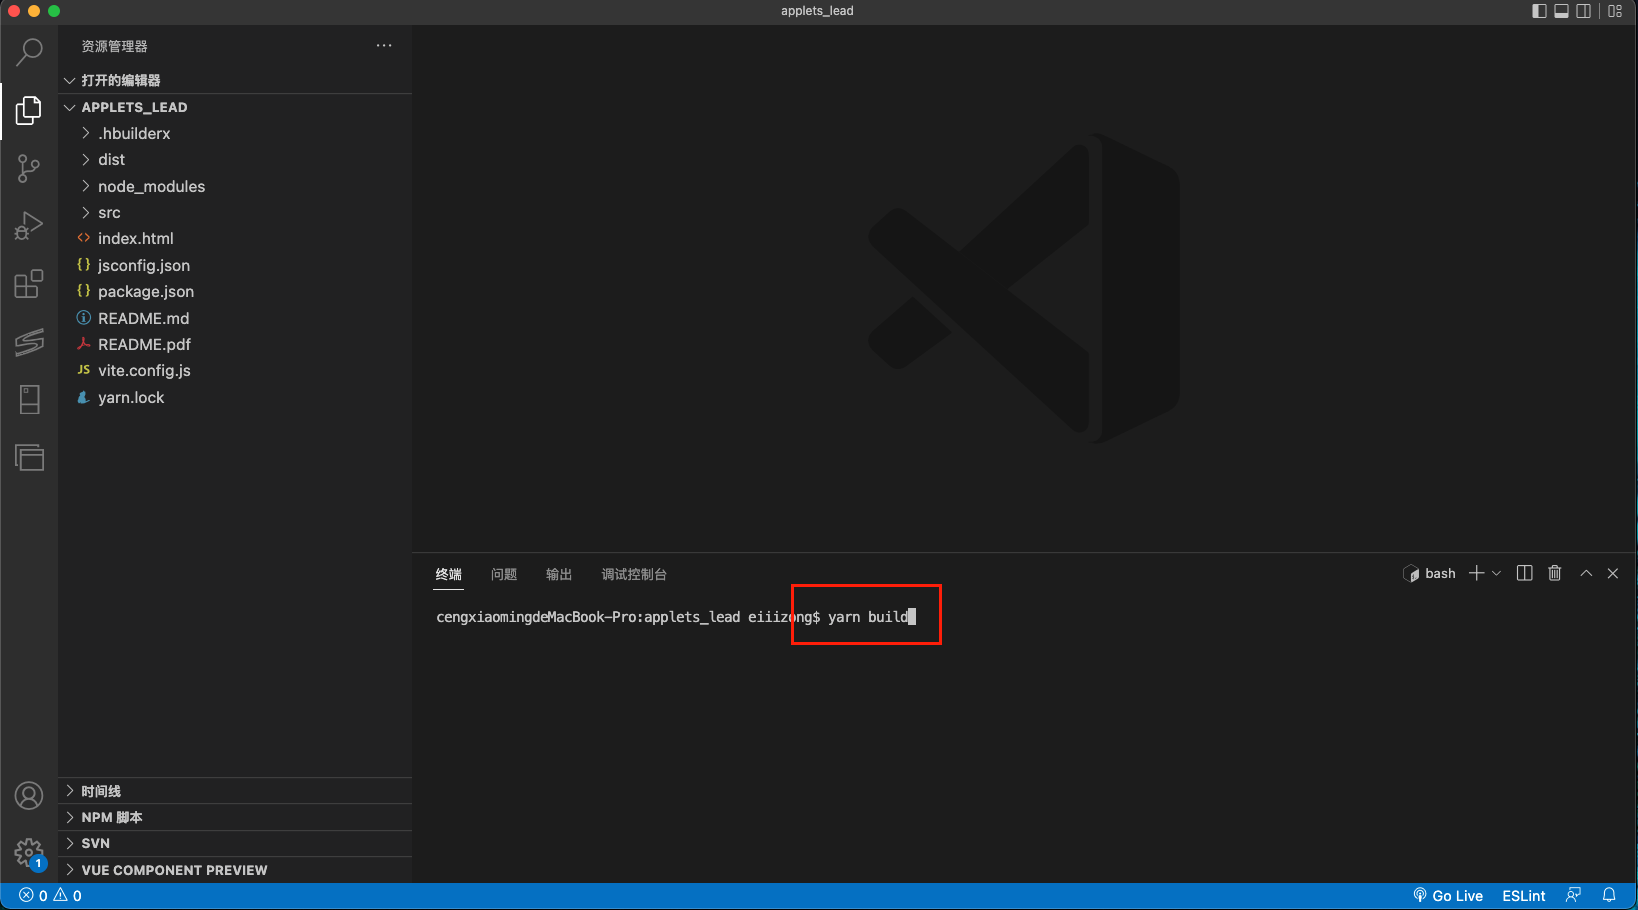 applets_lead
资源管理器
打开的编辑器
APPLETS_LEAD
.hbuilderx
dist
node_modules
src
index.html
jsconfig.json
package.json
README.md
README.pdf
JS vite.config.js
yarn.lock
终端 问题 输出 调试控制台 bash
cengxiaomingdeMacBook-Pro:applets_lead eiiizong$ yarn build
时间线
NPM 脚本
SVN
VUE COMPONENT PREVIEW
1
0 0 Go Live ESLint